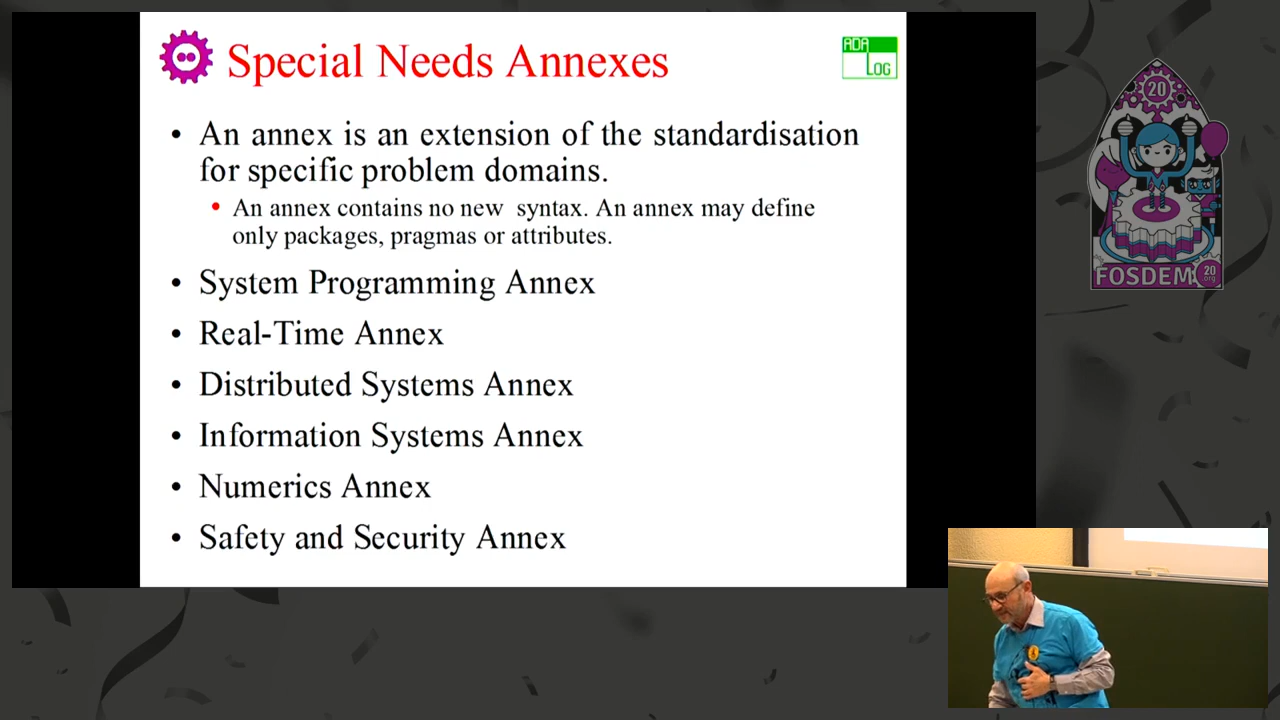 Special Needs Annexes
ADA
LOG
• An annex is an extension of the standardisation
for specific problem domains.
• An annex contains no new syntax. An annex may define
only packages, pragmas or attributes.
• System Programming Annex
• Real-Time Annex
• Distributed Systems Annex
• Information Systems Annex
• Numerics Annex
• Safety and Security Annex
20
FOSDEM
20
.org